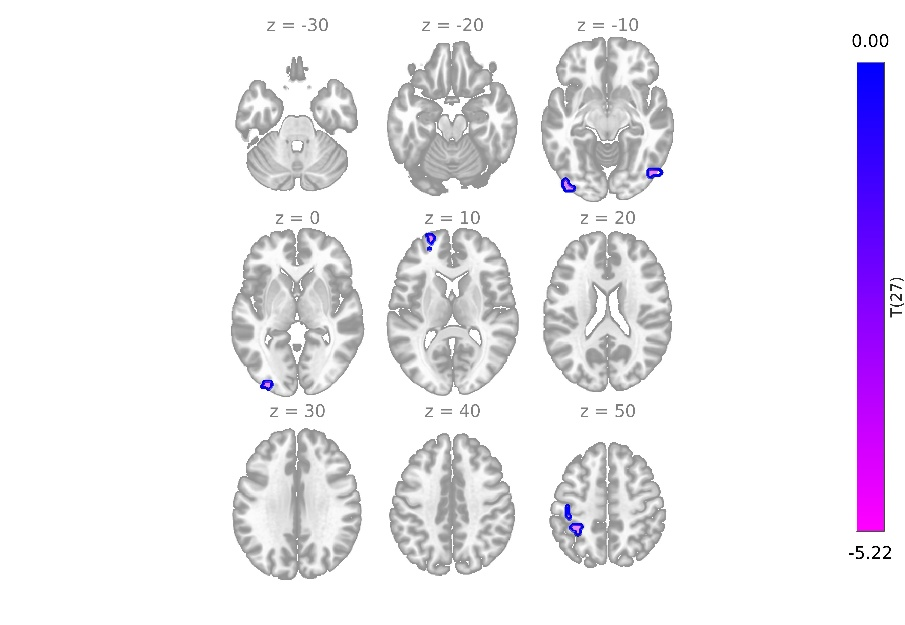 z = -30
z = -20
z = -10
z = 0
z = 10
z = 20
z = 30
z = 40
z = 50
0.00
T(27)
-5.22